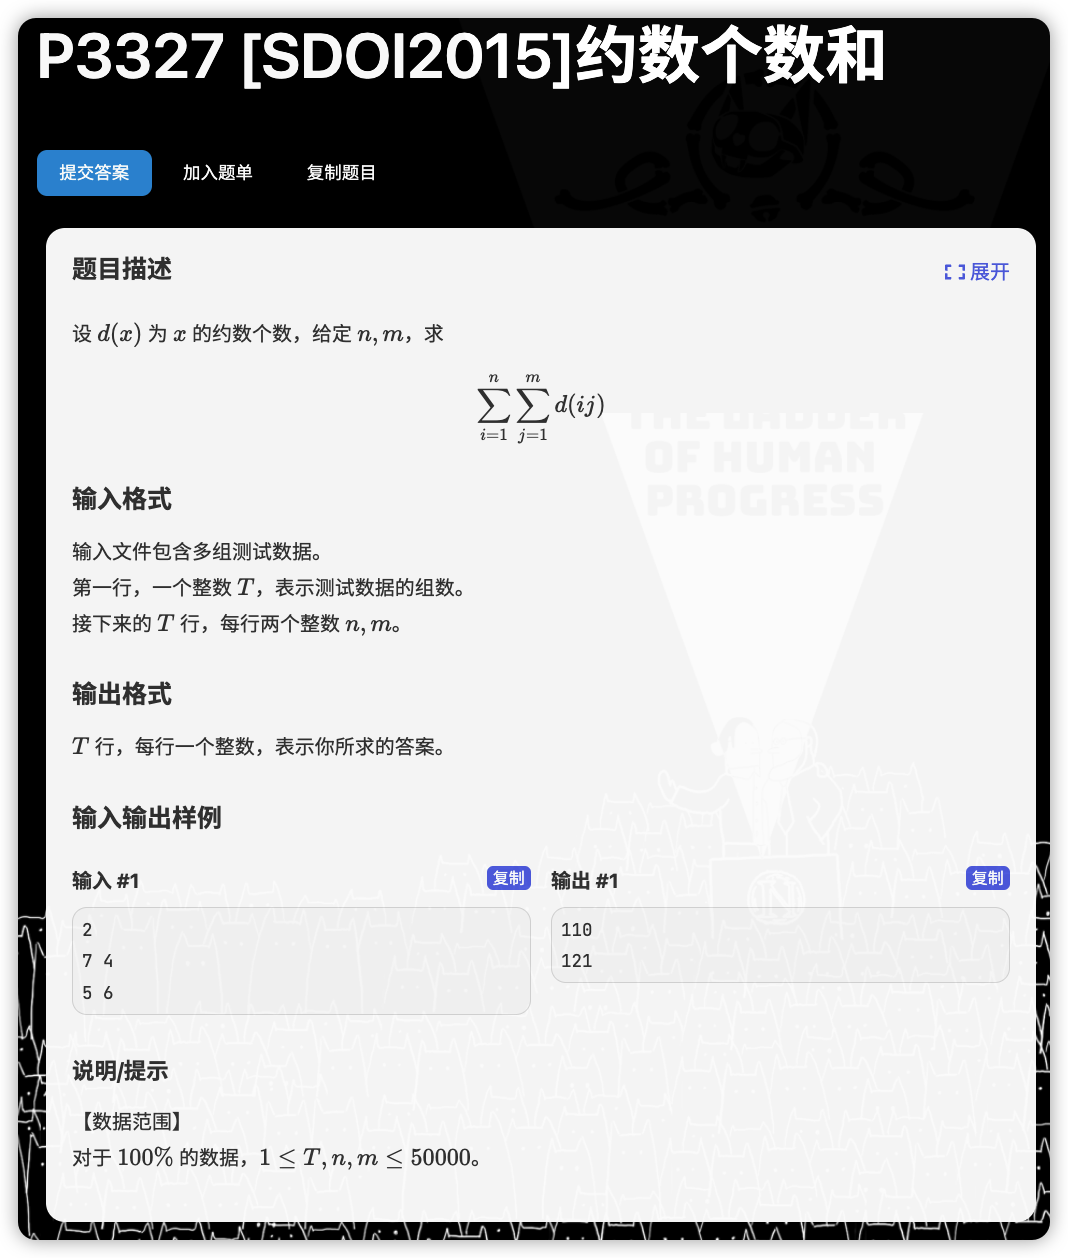 P3327 [SDOI2015]约数个数和
提交答案 加入题单 复制题目
题目描述 展开
设 d(x) 为 x 的约数个数，给定 n, m，求
n m
∑ ∑ d(ij)
i=1 j=1
THE LADDER
OF HUMAN
PROGRESS
输入格式
输入文件包含多组测试数据。
第一行，一个整数 T，表示测试数据的组数。
接下来的 T 行，每行两个整数 n, m。
输出格式
T 行，每行一个整数，表示你所求的答案。
输入输出样例
输入 #1 复制 输出 #1 复制
2
7 4
5 6
110
121
说明/提示
【数据范围】
对于 100% 的数据，1 ≤ T, n, m ≤ 50000。